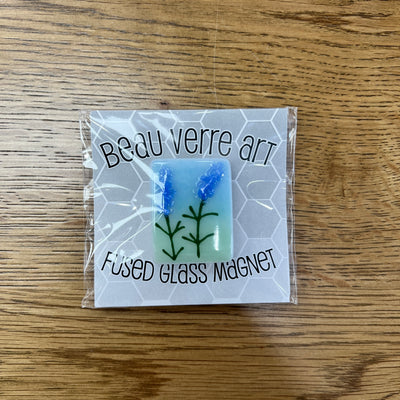 Beau verre art
Fused Glass Magnet